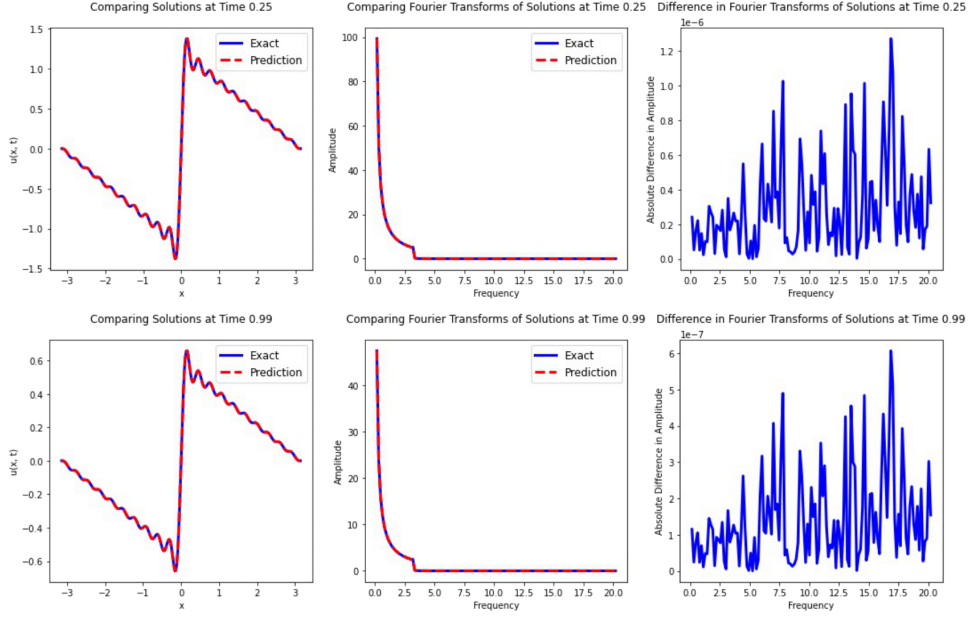 Comparing Solutions at Time 0.25
1.5
1.0
0.5
0.0
−0.5
−1.0
−1.5
u(x, t)
Exact
Prediction
−3 −2 −1 0 1 2 3
x
Comparing Fourier Transforms of Solutions at Time 0.25
100
80
60
40
20
0
Amplitude
Exact
Prediction
0.0 2.5 5.0 7.5 10.0 12.5 15.0 17.5 20.0
Frequency
Difference in Fourier Transforms of Solutions at Time 0.25
1e−6
1.2
1.0
0.8
0.6
0.4
0.2
0.0
Absolute Difference in Amplitude
0.0 2.5 5.0 7.5 10.0 12.5 15.0 17.5 20.0
Frequency
Comparing Solutions at Time 0.99
0.6
0.4
0.2
0.0
−0.2
−0.4
−0.6
u(x, t)
Exact
Prediction
−3 −2 −1 0 1 2 3
x
Comparing Fourier Transforms of Solutions at Time 0.99
40
30
20
10
0
Amplitude
Exact
Prediction
0.0 2.5 5.0 7.5 10.0 12.5 15.0 17.5 20.0
Frequency
Difference in Fourier Transforms of Solutions at Time 0.99
1e−7
6
5
4
3
2
1
0
Absolute Difference in Amplitude
0.0 2.5 5.0 7.5 10.0 12.5 15.0 17.5 20.0
Frequency